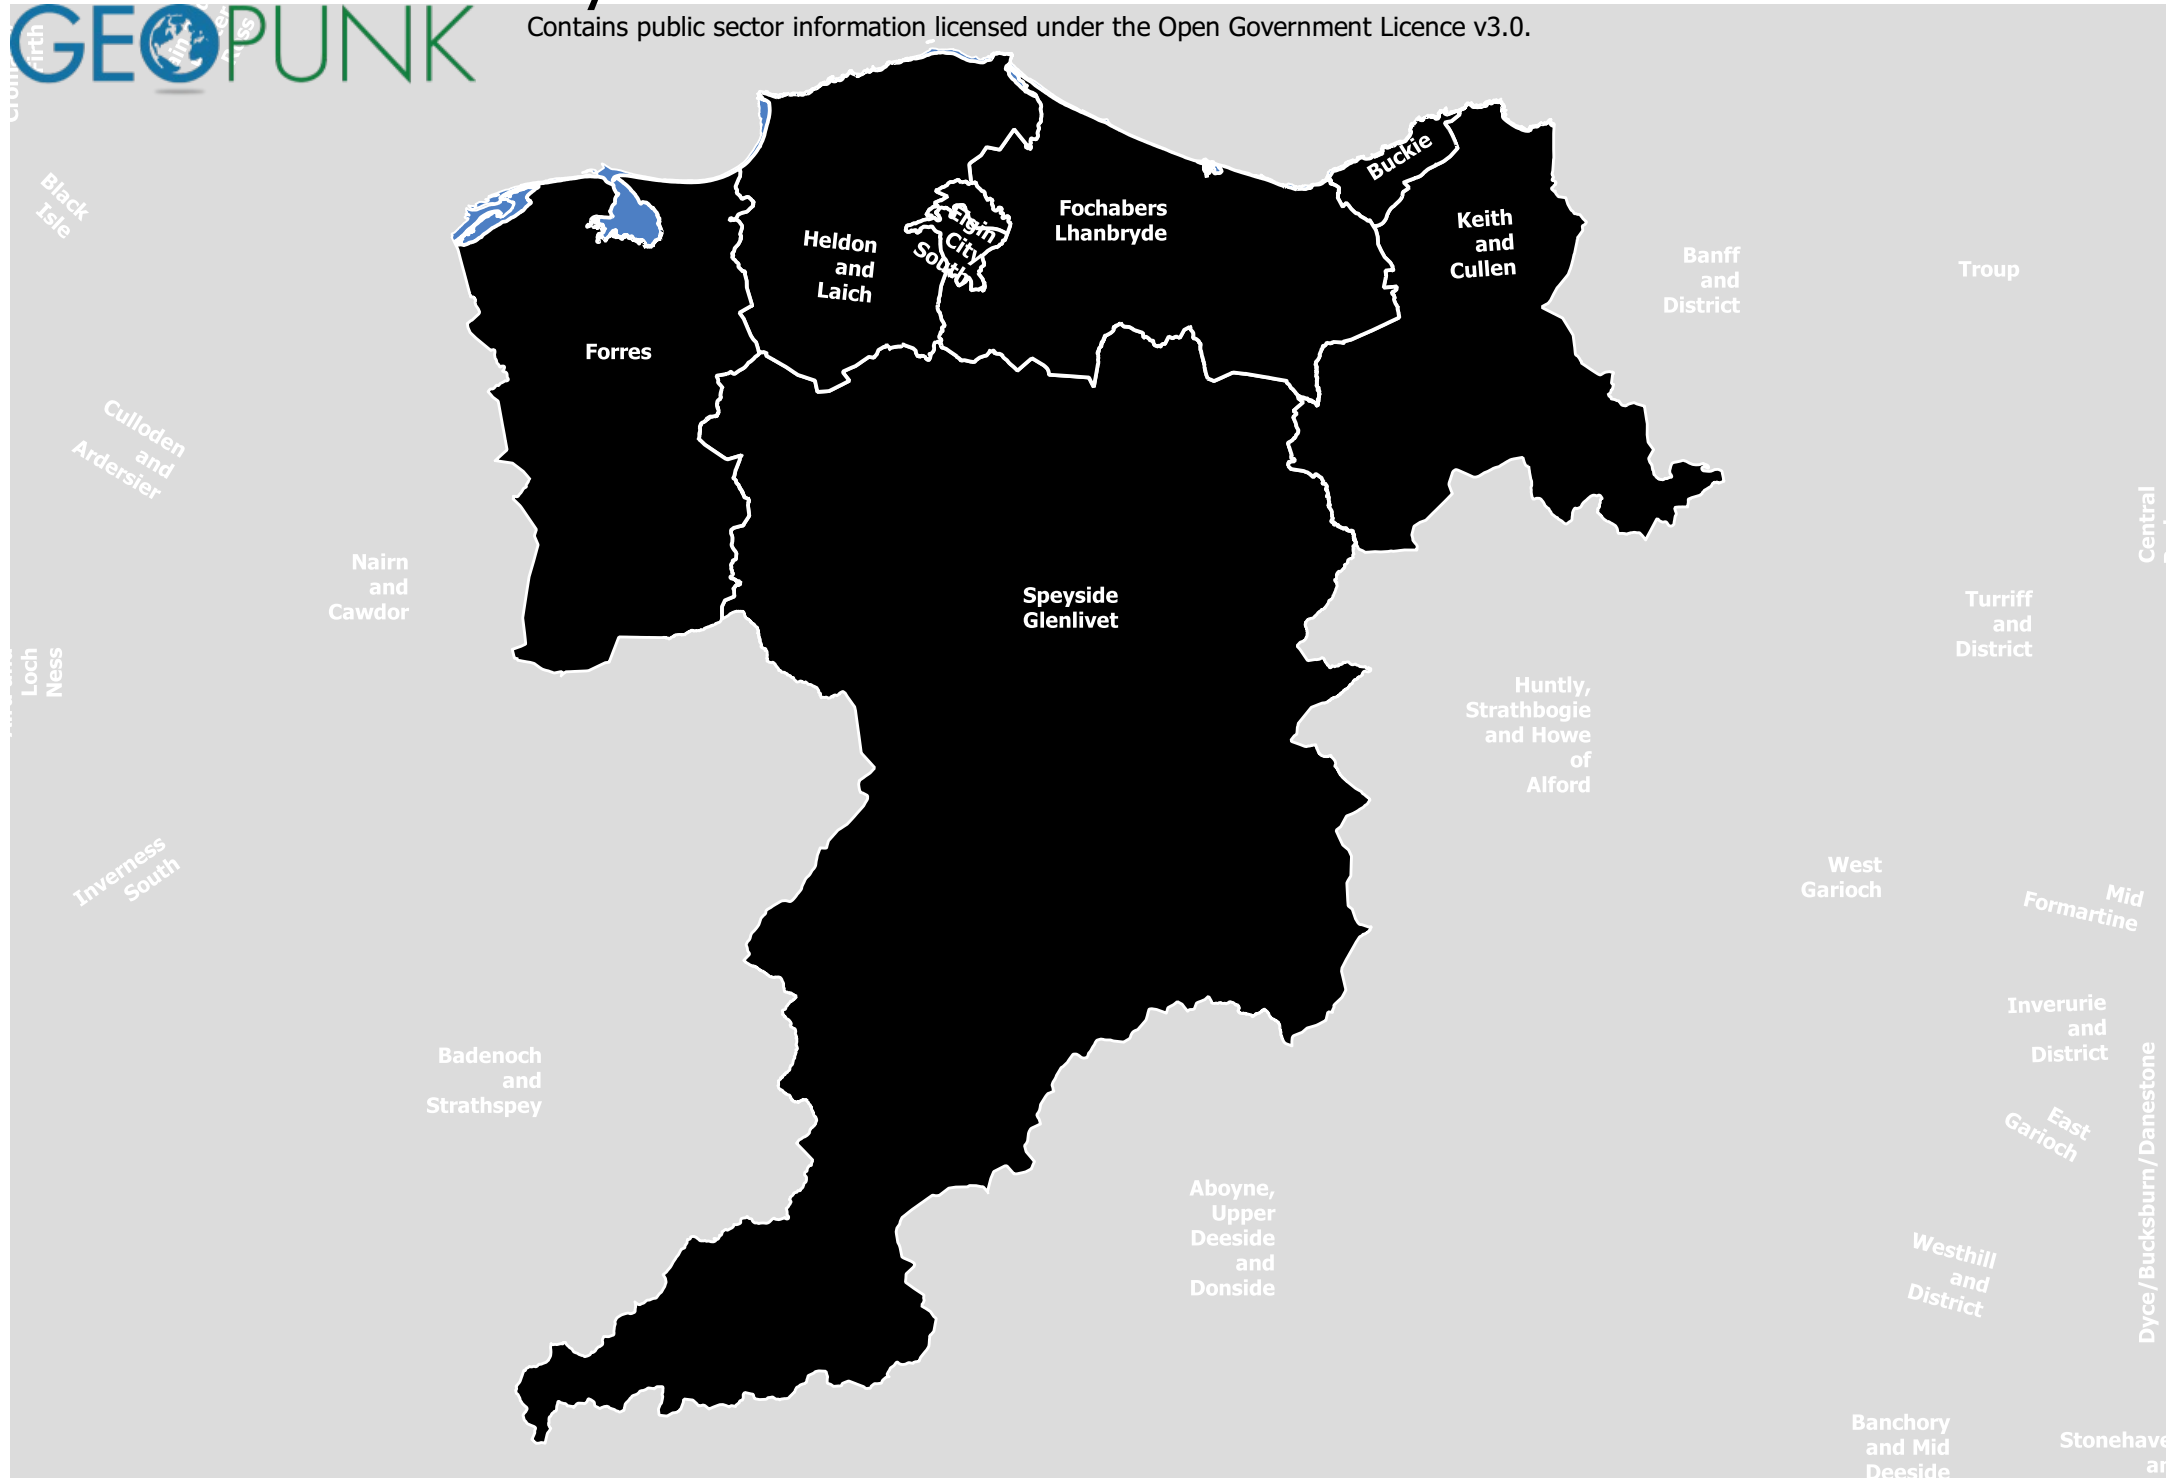 GEOPUNK
Contains public sector information licensed under the Open Government Licence v3.0.
Firth
Ross
Black
Isle
Buckie
Fochabers
Lhanbryde
Elgin
City
South
Heldon
and
Laich
Keith
and
Cullen
Banff
and
District
Troup
Forres
Culloden
and
Ardersier
Central
Nairn
and
Cawdor
Speyside
Glenlivet
Turriff
and
District
Loch
Ness
Huntly,
Strathbogie
and Howe
of
Alford
Inverness
South
West
Garioch
Mid
Formartine
Inverurie
and
District
Badenoch
and
Strathspey
East
Garioch
Dyce/Bucksburn/Danestone
Aboyne,
Upper
Deeside
and
Donside
Westhill
and
District
Banchory
and Mid
Deeside
Stonehave